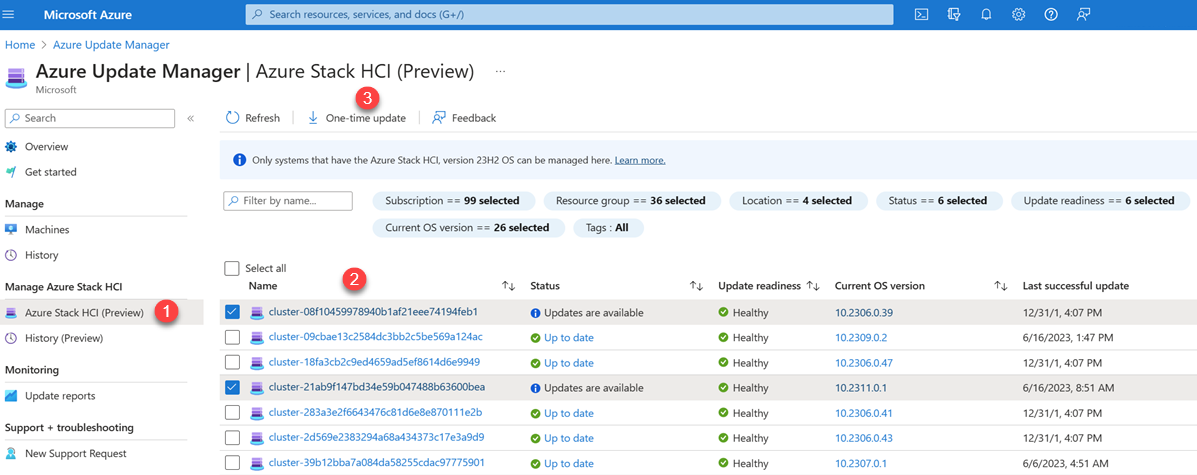 Microsoft Azure
Search resources, services, and docs (G+/)
Home > Azure Update Manager
Azure Update Manager | Azure Stack HCI (Preview) ...
Microsoft
3
Search «
Refresh One-time update Feedback
Overview
Get started
Manage
Machines
History
Manage Azure Stack HCI
Azure Stack HCI (Preview) 1
History (Preview)
Monitoring
Update reports
Support + troubleshooting
New Support Request
Only systems that have the Azure Stack HCI, version 23H2 OS can be managed here. Learn more.
Filter by name... Subscription == 99 selected Resource group == 36 selected Location == 4 selected Status == 6 selected Update readiness == 6 selected
Current OS version == 26 selected Tags : All
Select all
2
Name Status Update readiness Current OS version Last successful update
cluster-08f10459978940b1af21eee74194feb1 Updates are available Healthy 10.2306.0.39 12/31/1, 4:07 PM
cluster-09cbae13c2584dc3bb2c5be569a124ac Up to date Healthy 10.2309.0.2 6/16/2023, 1:47 PM
cluster-18fa3cb2c9ed4659ad5ef8614d6e9949 Up to date Healthy 10.2306.0.47 12/31/1, 4:07 PM
cluster-21ab9f147bd34e59b047488b63600bea Updates are available Healthy 10.2311.0.1 6/16/2023, 8:51 AM
cluster-283a3e2f6643476c81d6e8e870111e2b Up to date Healthy 10.2306.0.41 12/31/1, 4:07 PM
cluster-2d569e2383294a68a434373c17e3a9d9 Up to date Healthy 10.2306.0.43 12/31/1, 4:07 PM
cluster-39b12bba7a084da58255cdac97775901 Up to date Healthy 10.2307.0.1 6/6/2023, 4:51 AM